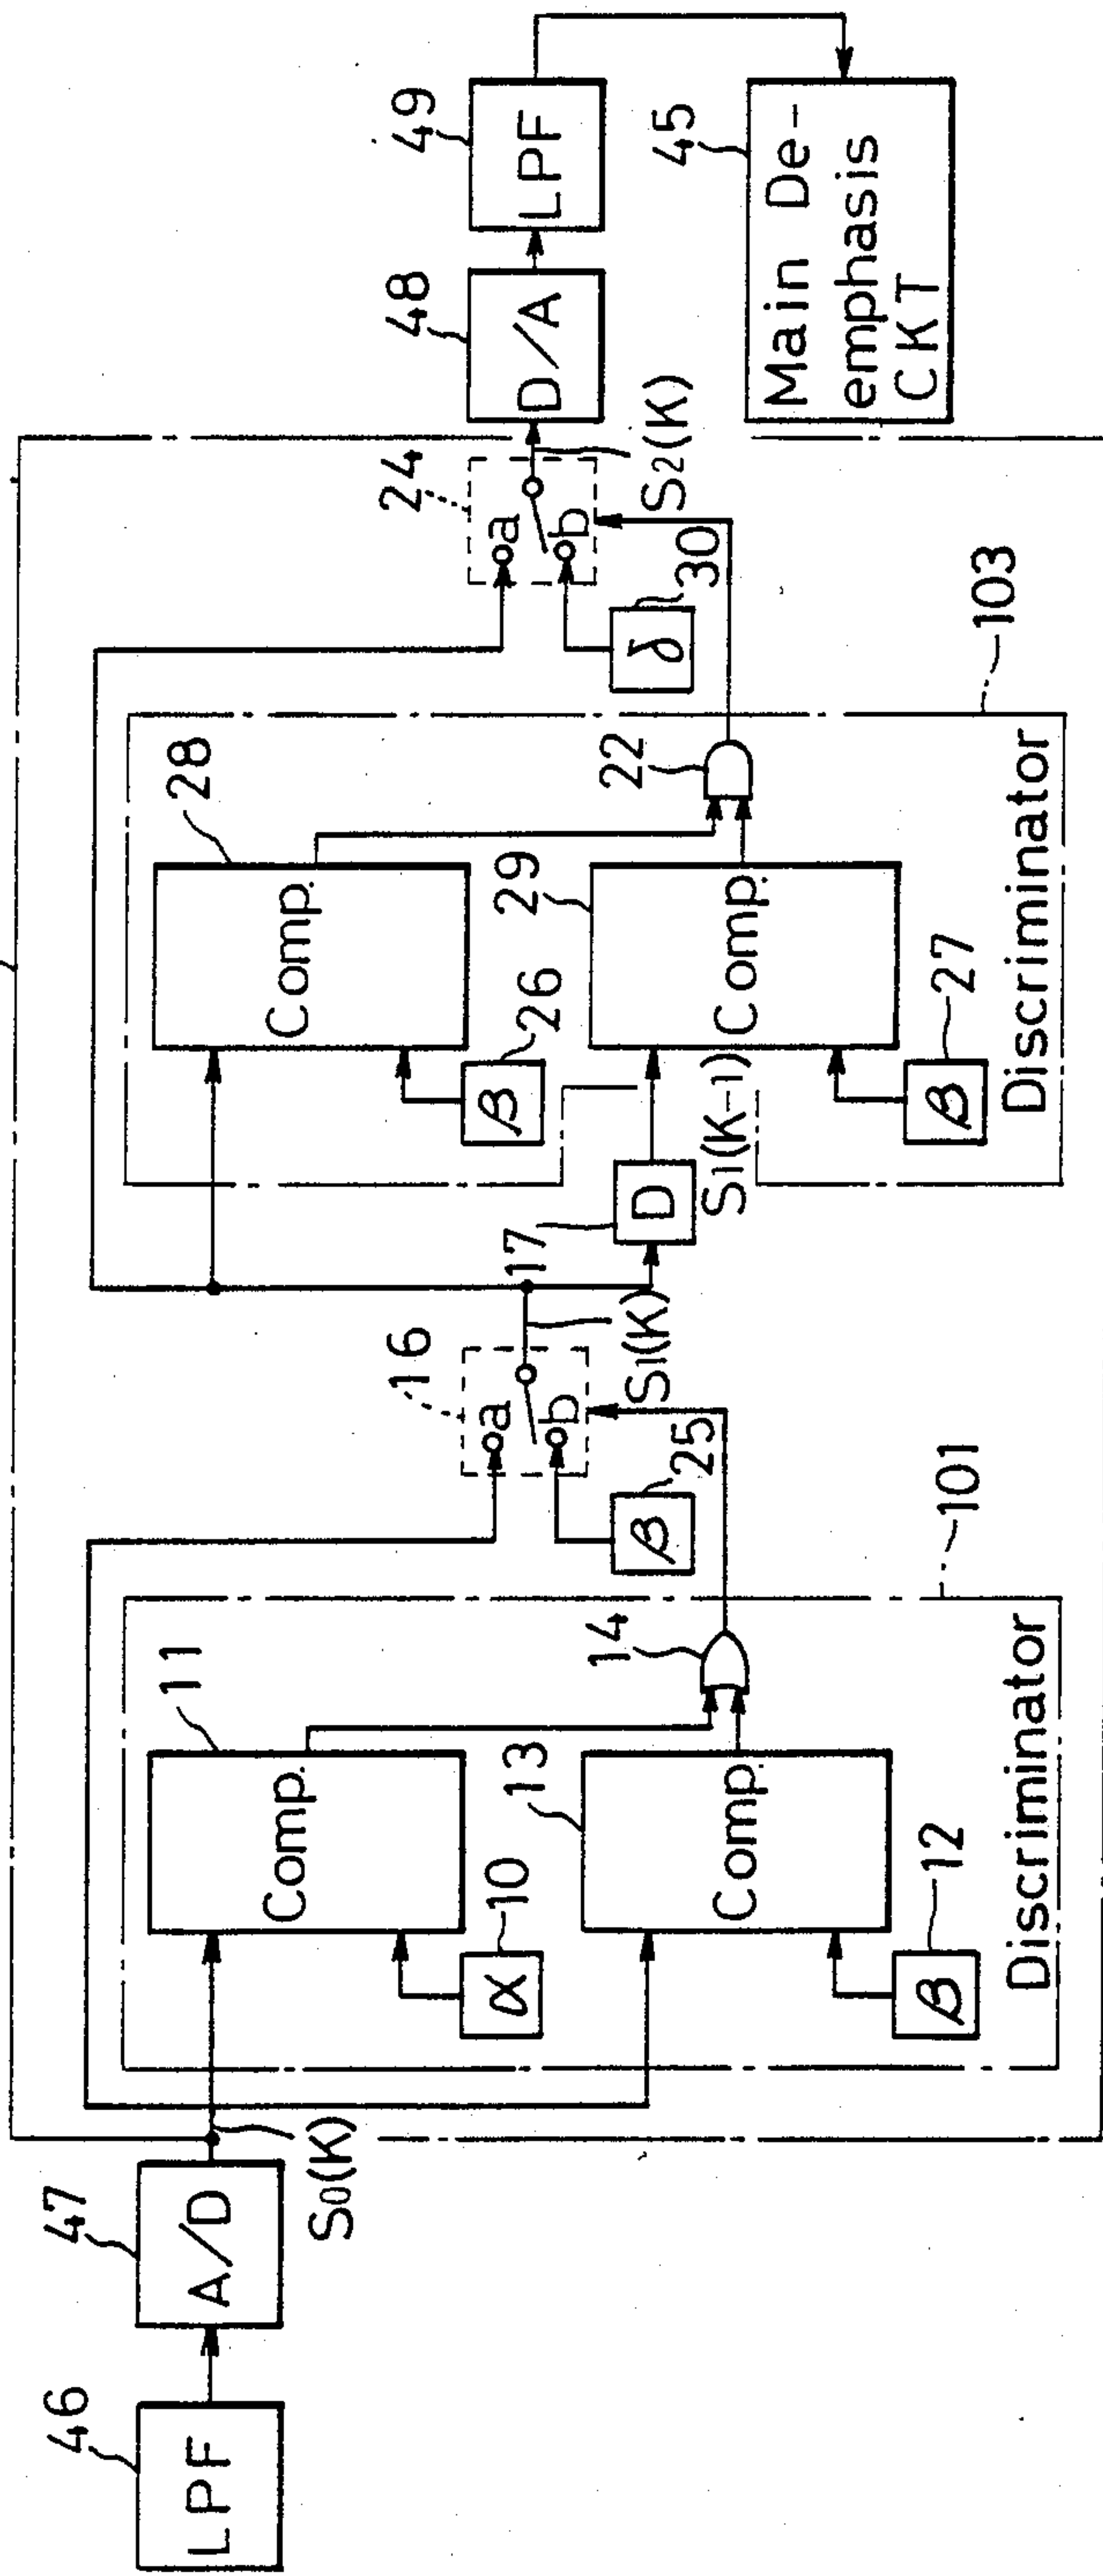 46
LPF
47
A/D
S0(K)
11
Comp.
α
10
13
Comp.
β
12
14
Discriminator
101
16
a
b
β
25
S1(K)
17
D
S1(K-1)
28
Comp.
β
26
29
Comp.
β
27
22
Discriminator
103
24
a
b
δ
30
S2(K)
48
D/A
49
LPF
45
Main De-
emphasis
CKT